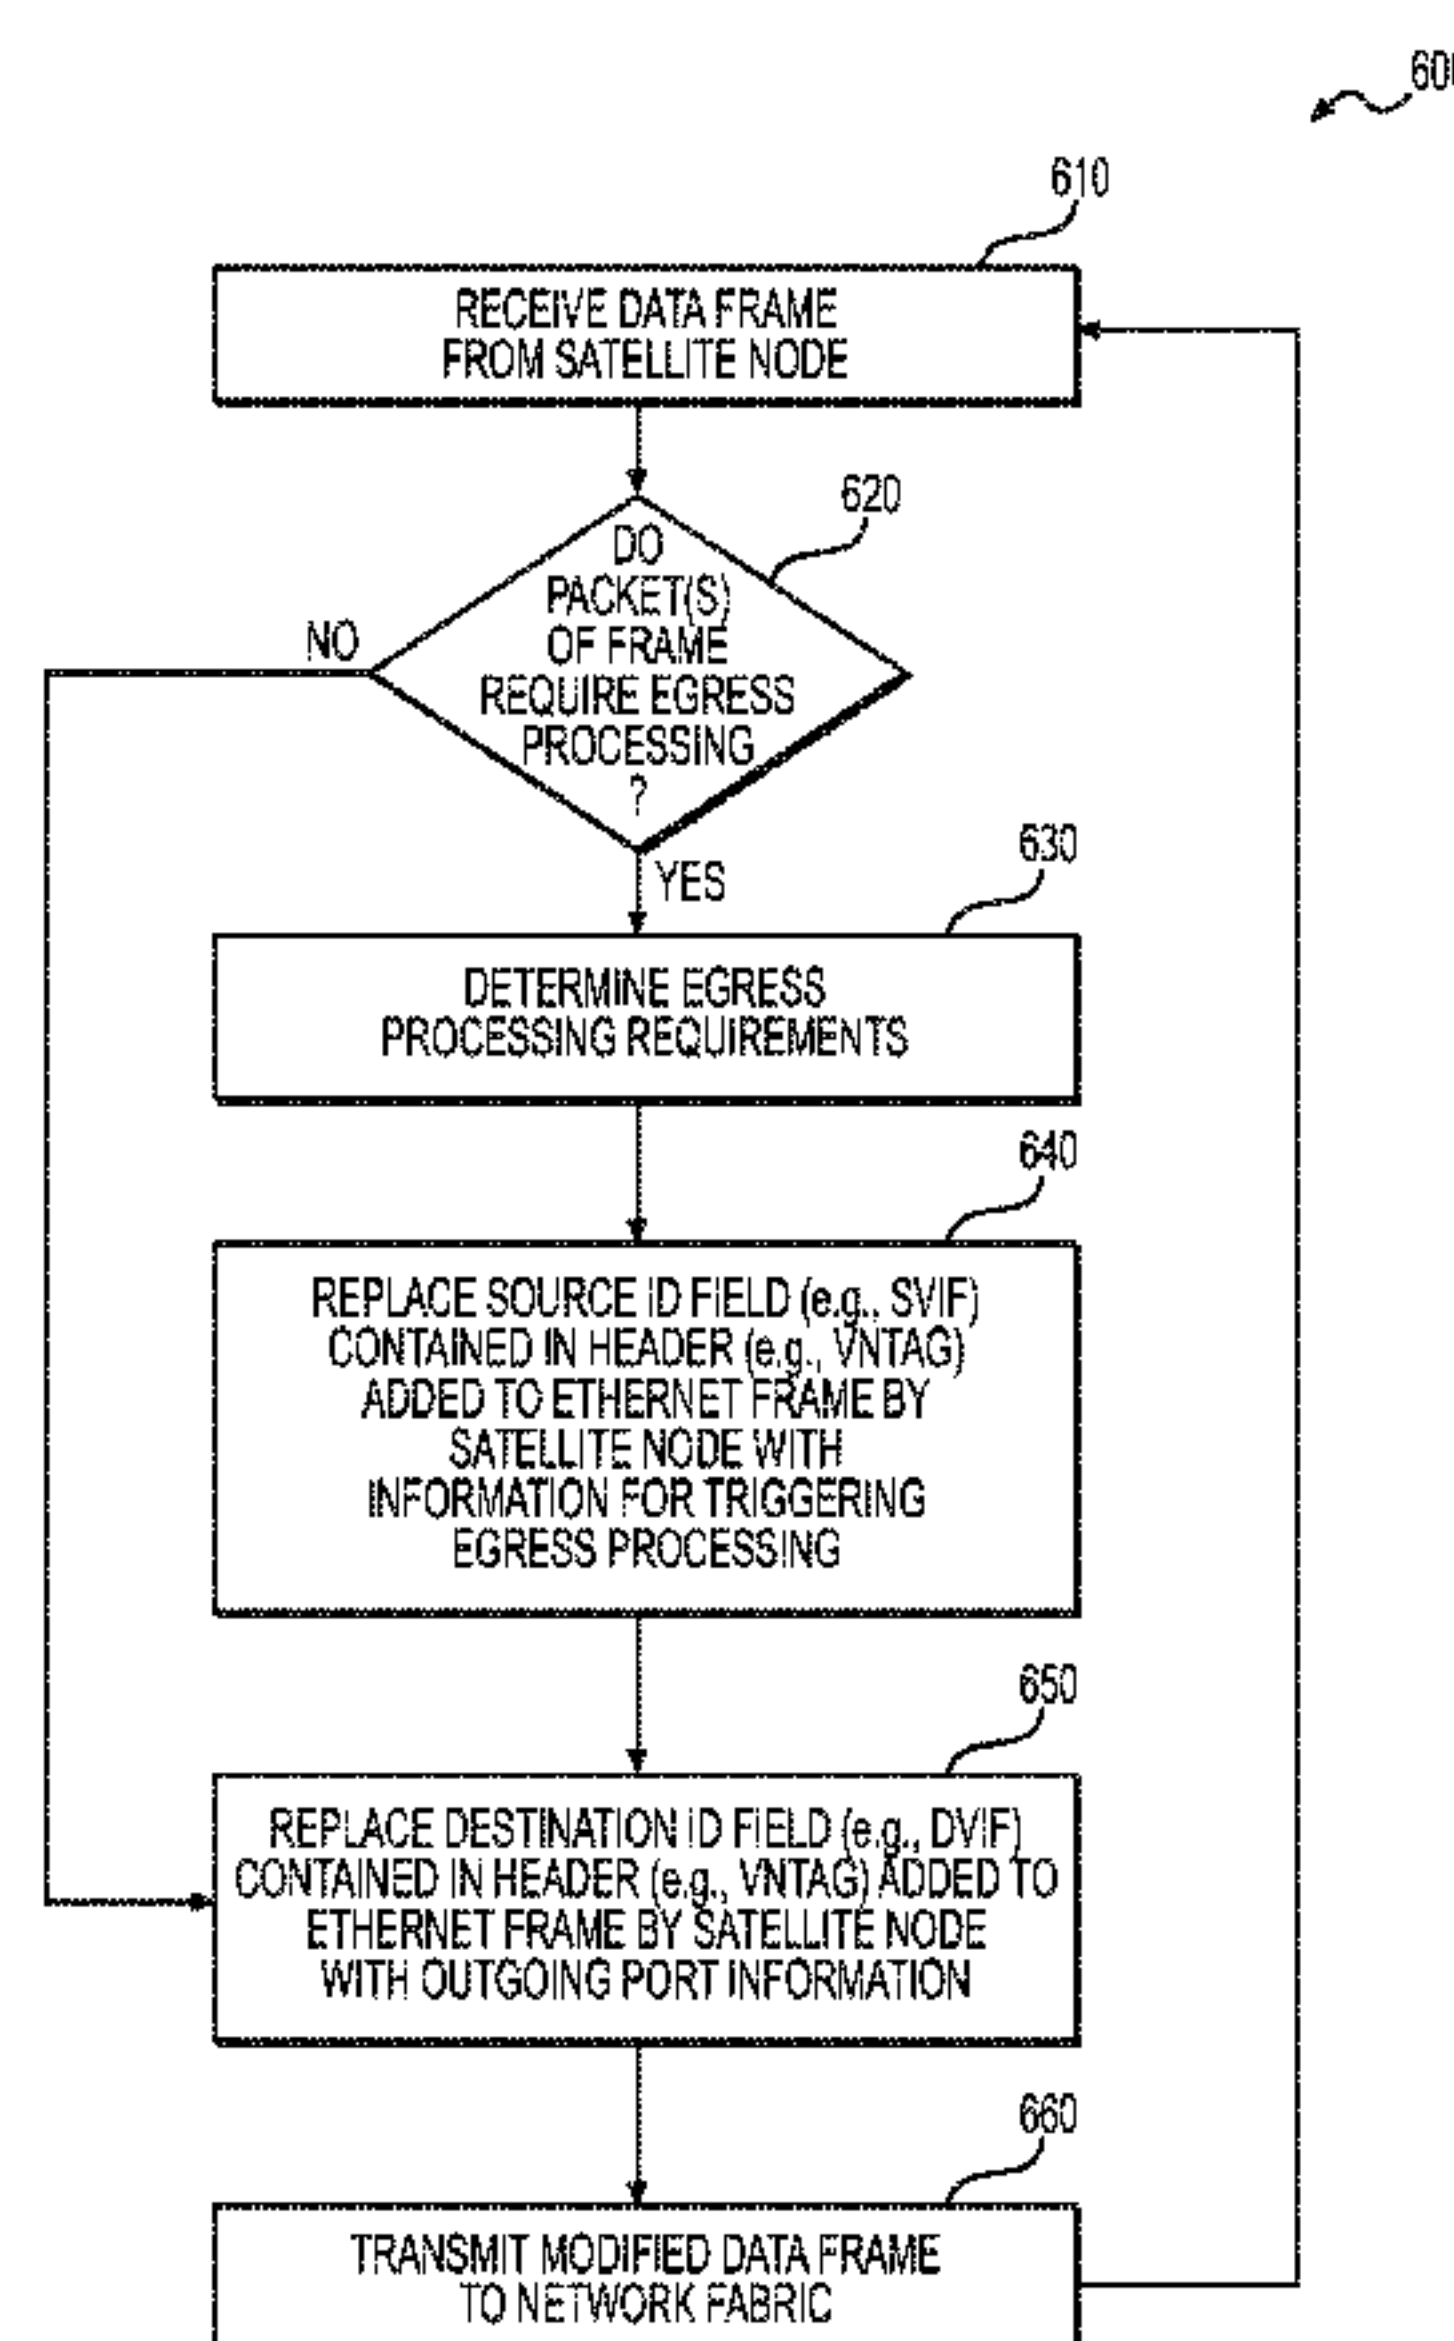 610
RECEIVE DATA FRAME
FROM SATELLITE NODE
620
DO
PACKET(S)
OF FRAME
REQUIRE EGRESS
PROCESSING
?
NO
YES
630
DETERMINE EGRESS
PROCESSING REQUIREMENTS
640
REPLACE SOURCE ID FIELD (e.g., SVIF)
CONTAINED IN HEADER (e.g., VNTAG)
ADDED TO ETHERNET FRAME BY
SATELLITE NODE WITH
INFORMATION FOR TRIGGERING
EGRESS PROCESSING
650
REPLACE DESTINATION ID FIELD (e.g., DVIF)
CONTAINED IN HEADER (e.g., VNTAG) ADDED TO
ETHERNET FRAME BY SATELLITE NODE
WITH OUTGOING PORT INFORMATION
660
TRANSMIT MODIFIED DATA FRAME
TO NETWORK FABRIC